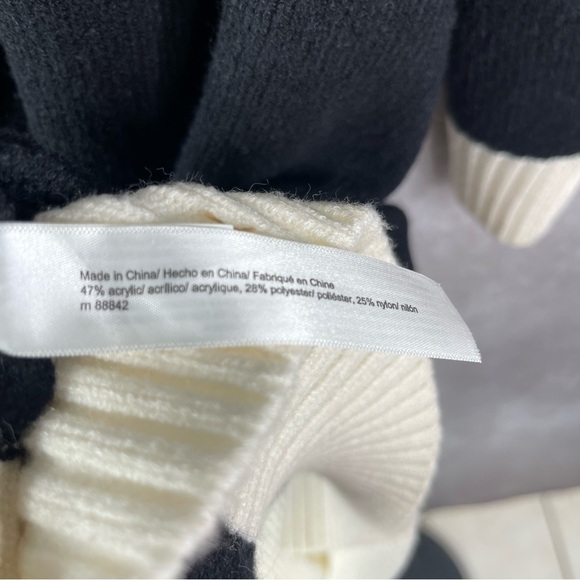 Made in China/ Hecho en China/ Fabriqué en Chine
47% acrylic/ acrílico/ acrylique, 28% polyester/ poliéster, 25% nylon/ nilón
m 88842